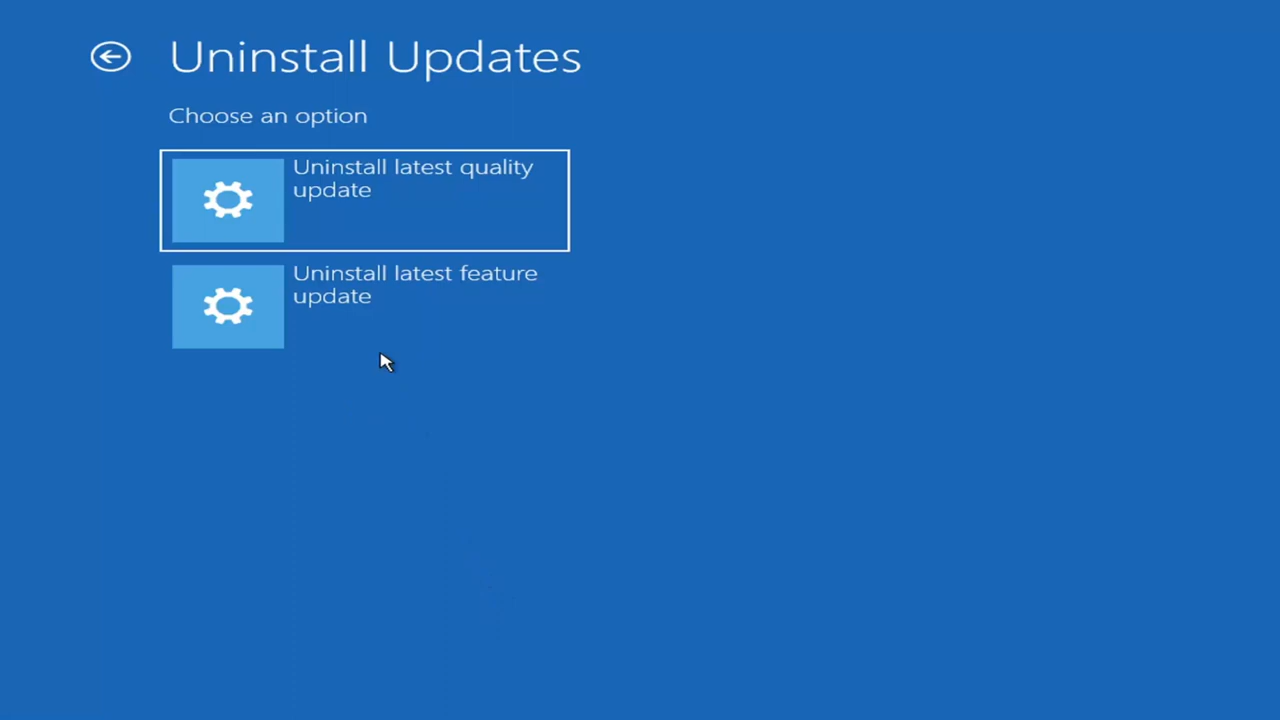 Uninstall Updates
Choose an option
Uninstall latest quality
update
Uninstall latest feature
update